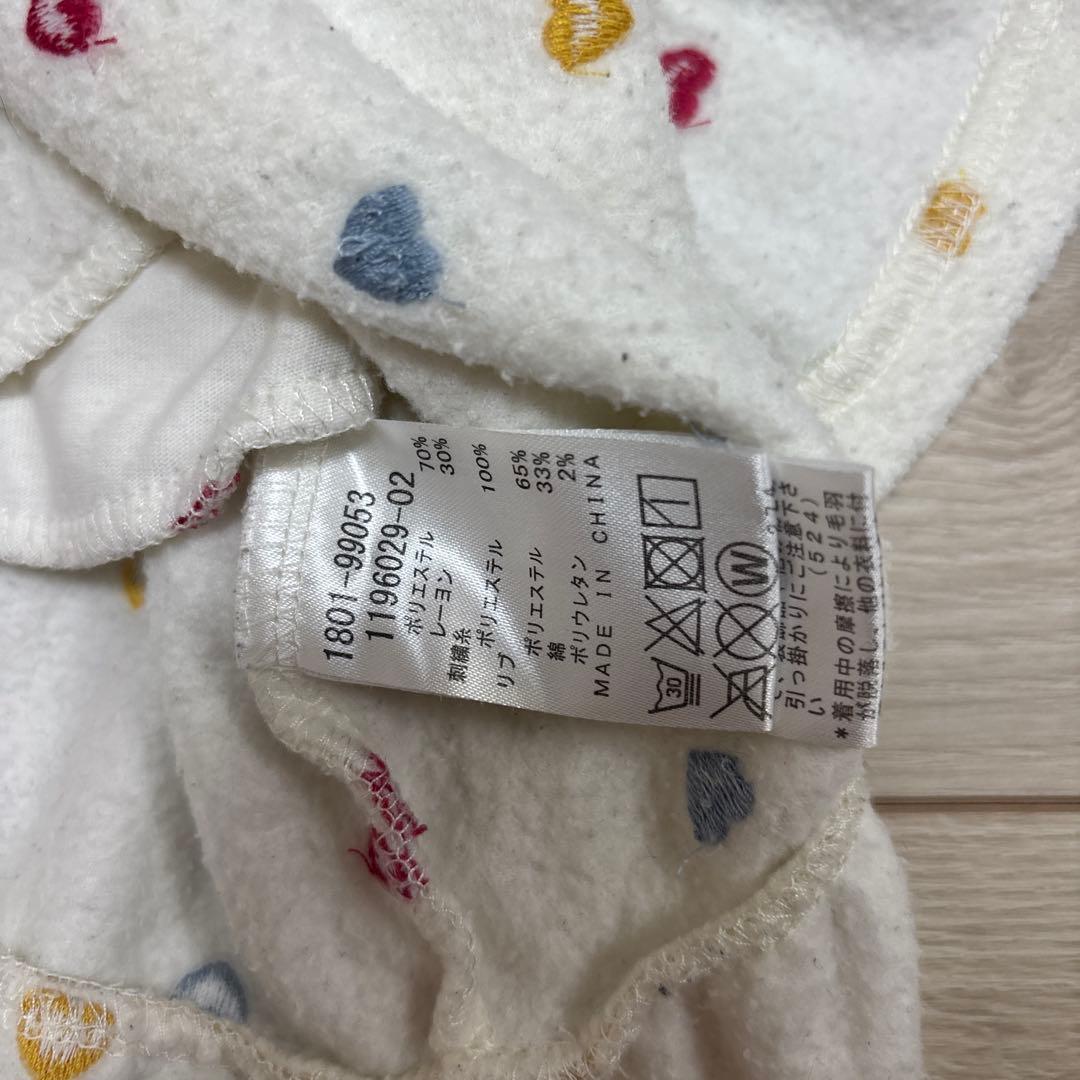 1801-99053
1196029-02
ポリエステル 70%
レーヨン 30%
刺繍糸
ポリエステル 100%
リブ
ポリエステル 65%
綿 33%
ポリウレタン 2%
MADE IN CHINA
30
W
引っ掛かりにご注意下さ
い (524)
*着用中の摩擦により毛羽
が脱落し、他の衣料に付